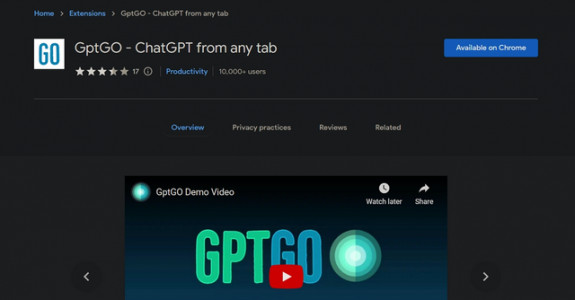 Home > Extensions > GptGO - ChatGPT from any tab
GO
GptGO - ChatGPT from any tab
Available on Chrome
17 Productivity 10,000+ users
Overview Privacy practices Reviews Related
GptGO Demo Video
Watch later Share
GPTGO